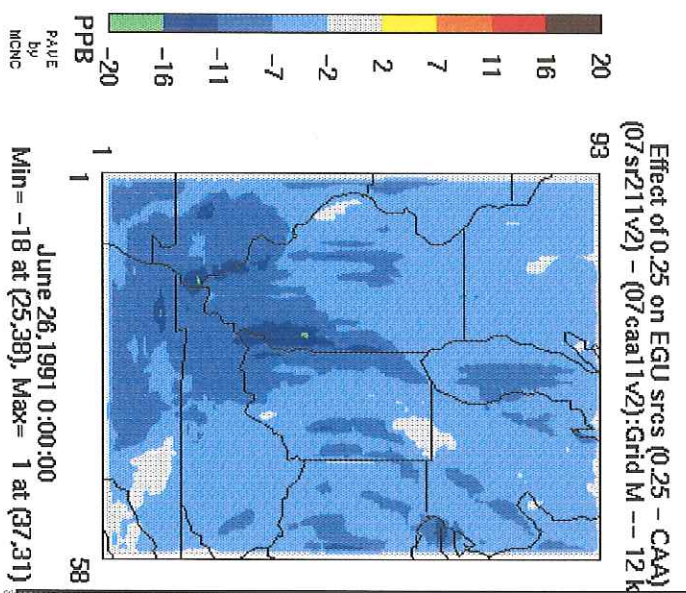 Effect of 0.25 on EGU srcs (0.25 - CAA)
(07sr211v2) - (07caa11v2):Grid M --- 12 k
20
16
11
7
2
-2
-7
-11
-16
-20
PPB
PAVE
by
MCNC
93
1
1
58
June 26,1991 0:00:00
Min= -18 at (25,38), Max= 1 at (37,31)